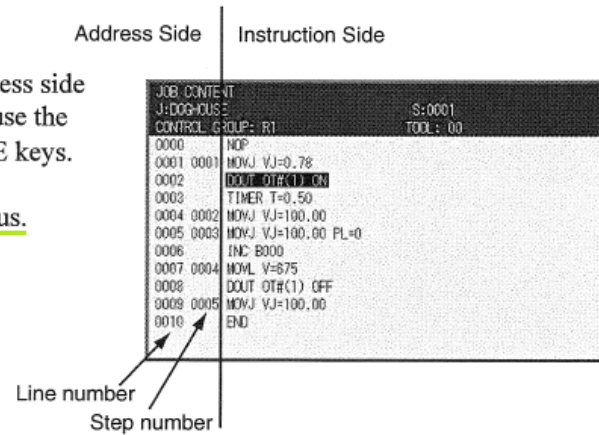 Address Side
Instruction Side
ess side
use the
E keys.
us.
JOB CONTENT
J:DOGHOUSE S:0001
CONTROL GROUP: R1 TOOL: 00
0000 NOP
0001 0001 MOVJ VJ=0.78
0002 DOUT OT#(1) ON
0003 TIMER T=0.50
0004 0002 MOVJ VJ=100.00
0005 0003 MOVJ VJ=100.00 PL=0
0006 INC B000
0007 0004 MOVL V=675
0008 DOUT OT#(1) OFF
0009 0005 MOVJ VJ=100.00
0010 END
Line number
Step number